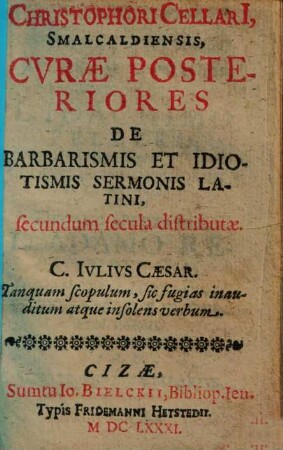 CHRISTOPHORI CELLARI,
SMALCALDIENSIS,
CVRÆ POSTE-
RIORES
DE
BARBARISMIS ET IDIO-
TISMIS SERMONIS LA-
TINI,
secundum secula distributæ.
C. IVLIVS CÆSAR.
Tanquam scopulum, sic fugias inau-
ditum atque insolens verbum.
CIZÆ,
Sumtu Io. BIELCKII, Bibliop. Jen.
Typis FRIDEMANNI HETSTEDII.
M DC LXXXI.